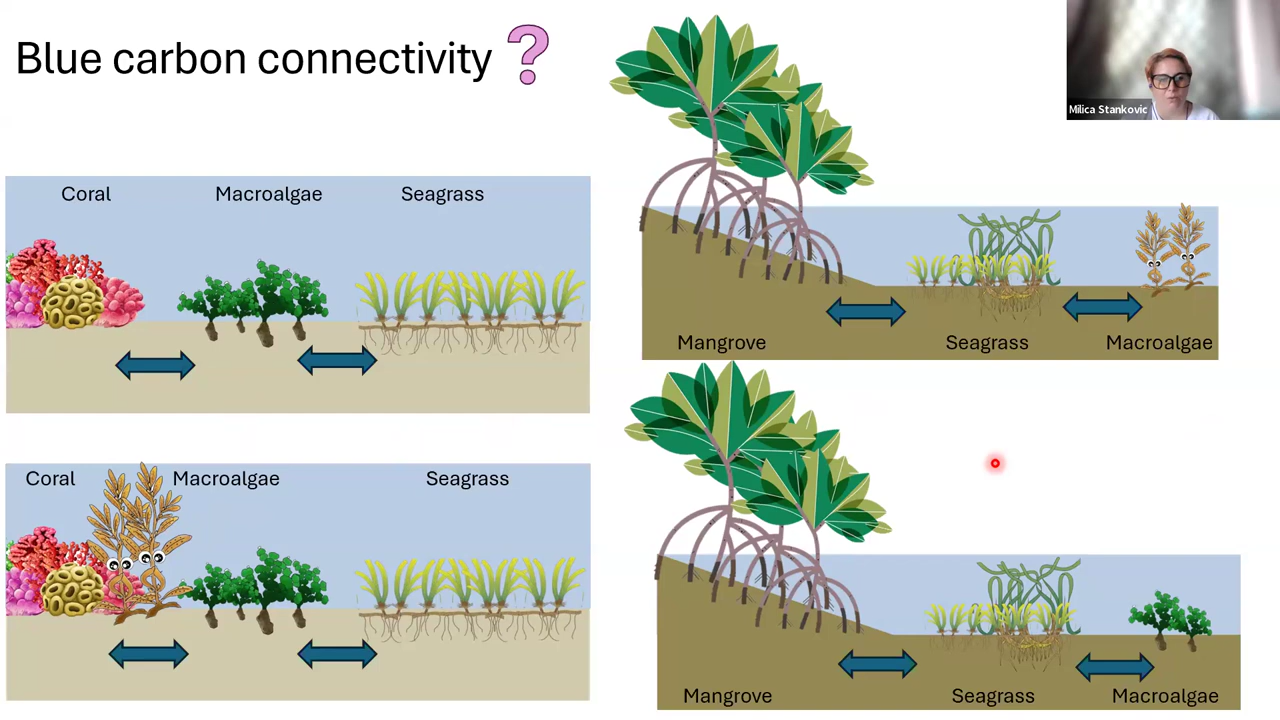 Blue carbon connectivity ?
Milica Stankovic
Coral Macroalgae Seagrass
Mangrove Seagrass Macroalgae
Coral Macroalgae Seagrass
Mangrove Seagrass Macroalgae